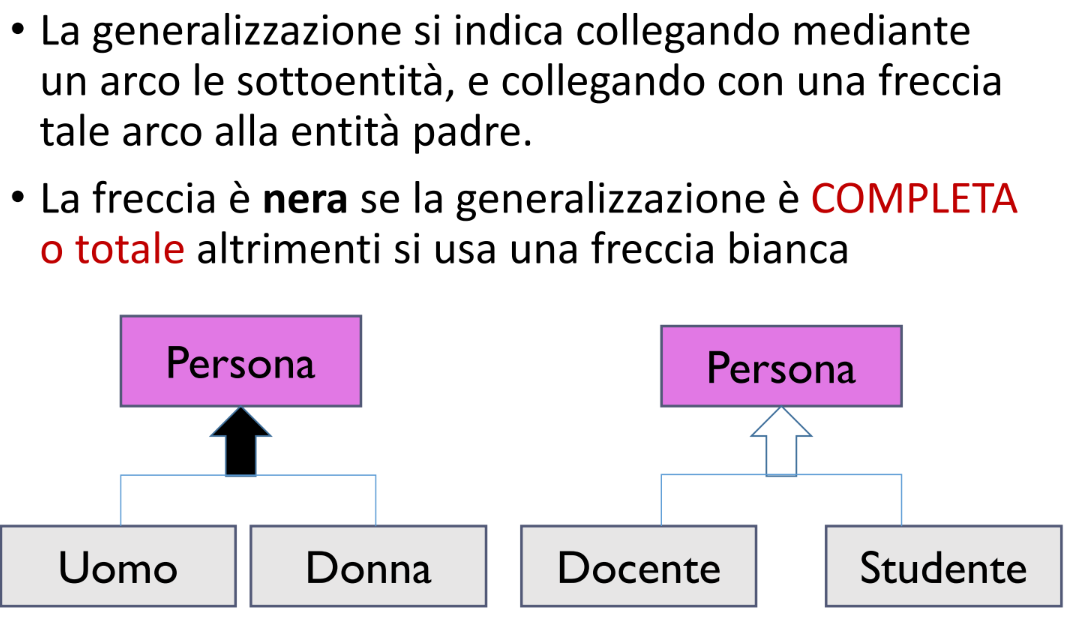 • La generalizzazione si indica collegando mediante
un arco le sottoentità, e collegando con una freccia
tale arco alla entità padre.
• La freccia è nera se la generalizzazione è COMPLETA
o totale altrimenti si usa una freccia bianca
Persona
Persona
Uomo
Donna
Docente
Studente